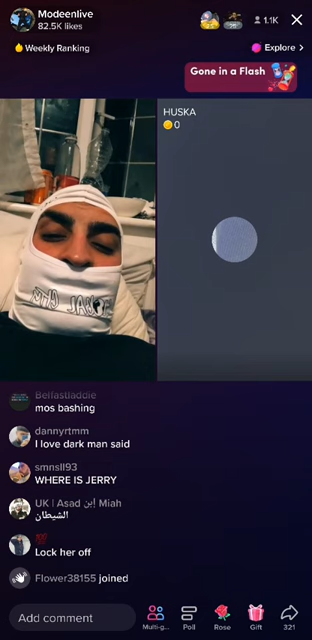 Modeenlive
82.5K likes
1.1K
Weekly Ranking
Explore >
Gone in a Flash
HUSKA
0
Belfastladdie
mos bashing
dannyrtmm
I love dark man said
smnsll93
WHERE IS JERRY
UK | Asad إبن Miah
الشيطان
💯
Lock her off
Flower38155 joined
Add comment
Multi-g...
Poll
Rose
Gift
321